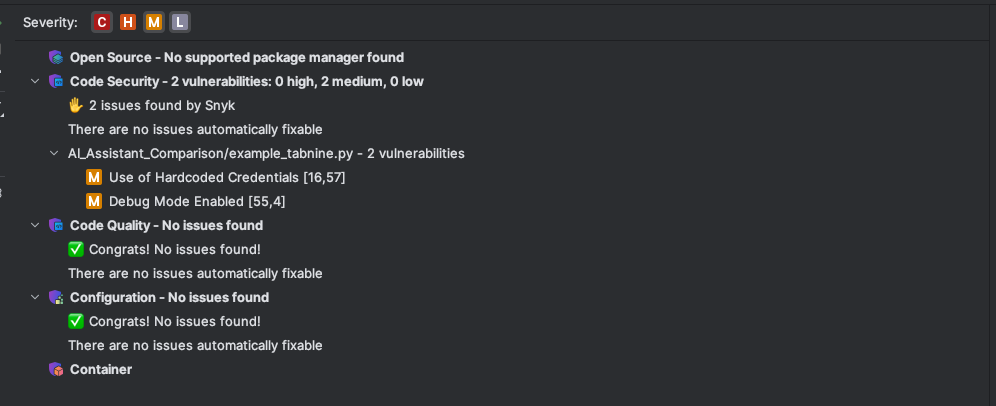 Severity: C H M L
Open Source - No supported package manager found
Code Security - 2 vulnerabilities: 0 high, 2 medium, 0 low
2 issues found by Snyk
There are no issues automatically fixable
AI_Assistant_Comparison/example_tabnine.py - 2 vulnerabilities
M Use of Hardcoded Credentials [16,57]
M Debug Mode Enabled [55,4]
Code Quality - No issues found
Congrats! No issues found!
There are no issues automatically fixable
Configuration - No issues found
Congrats! No issues found!
There are no issues automatically fixable
Container